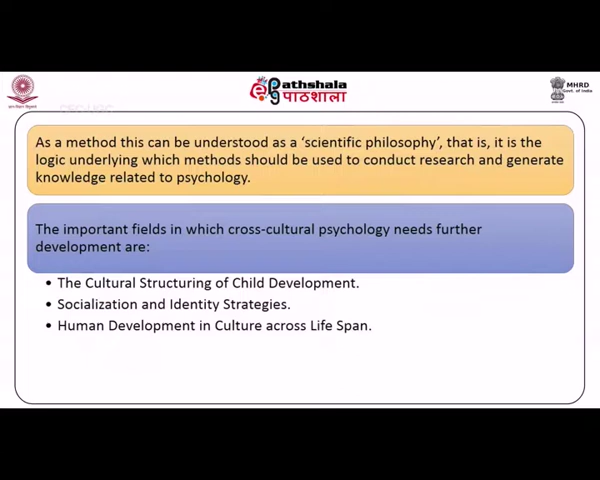 Pathshala
पाठशाला
MHRD
Govt. of India
CEC-UGC
As a method this can be understood as a ‘scientific philosophy’, that is, it is the
logic underlying which methods should be used to conduct research and generate
knowledge related to psychology.
The important fields in which cross-cultural psychology needs further
development are:
• The Cultural Structuring of Child Development.
• Socialization and Identity Strategies.
• Human Development in Culture across Life Span.